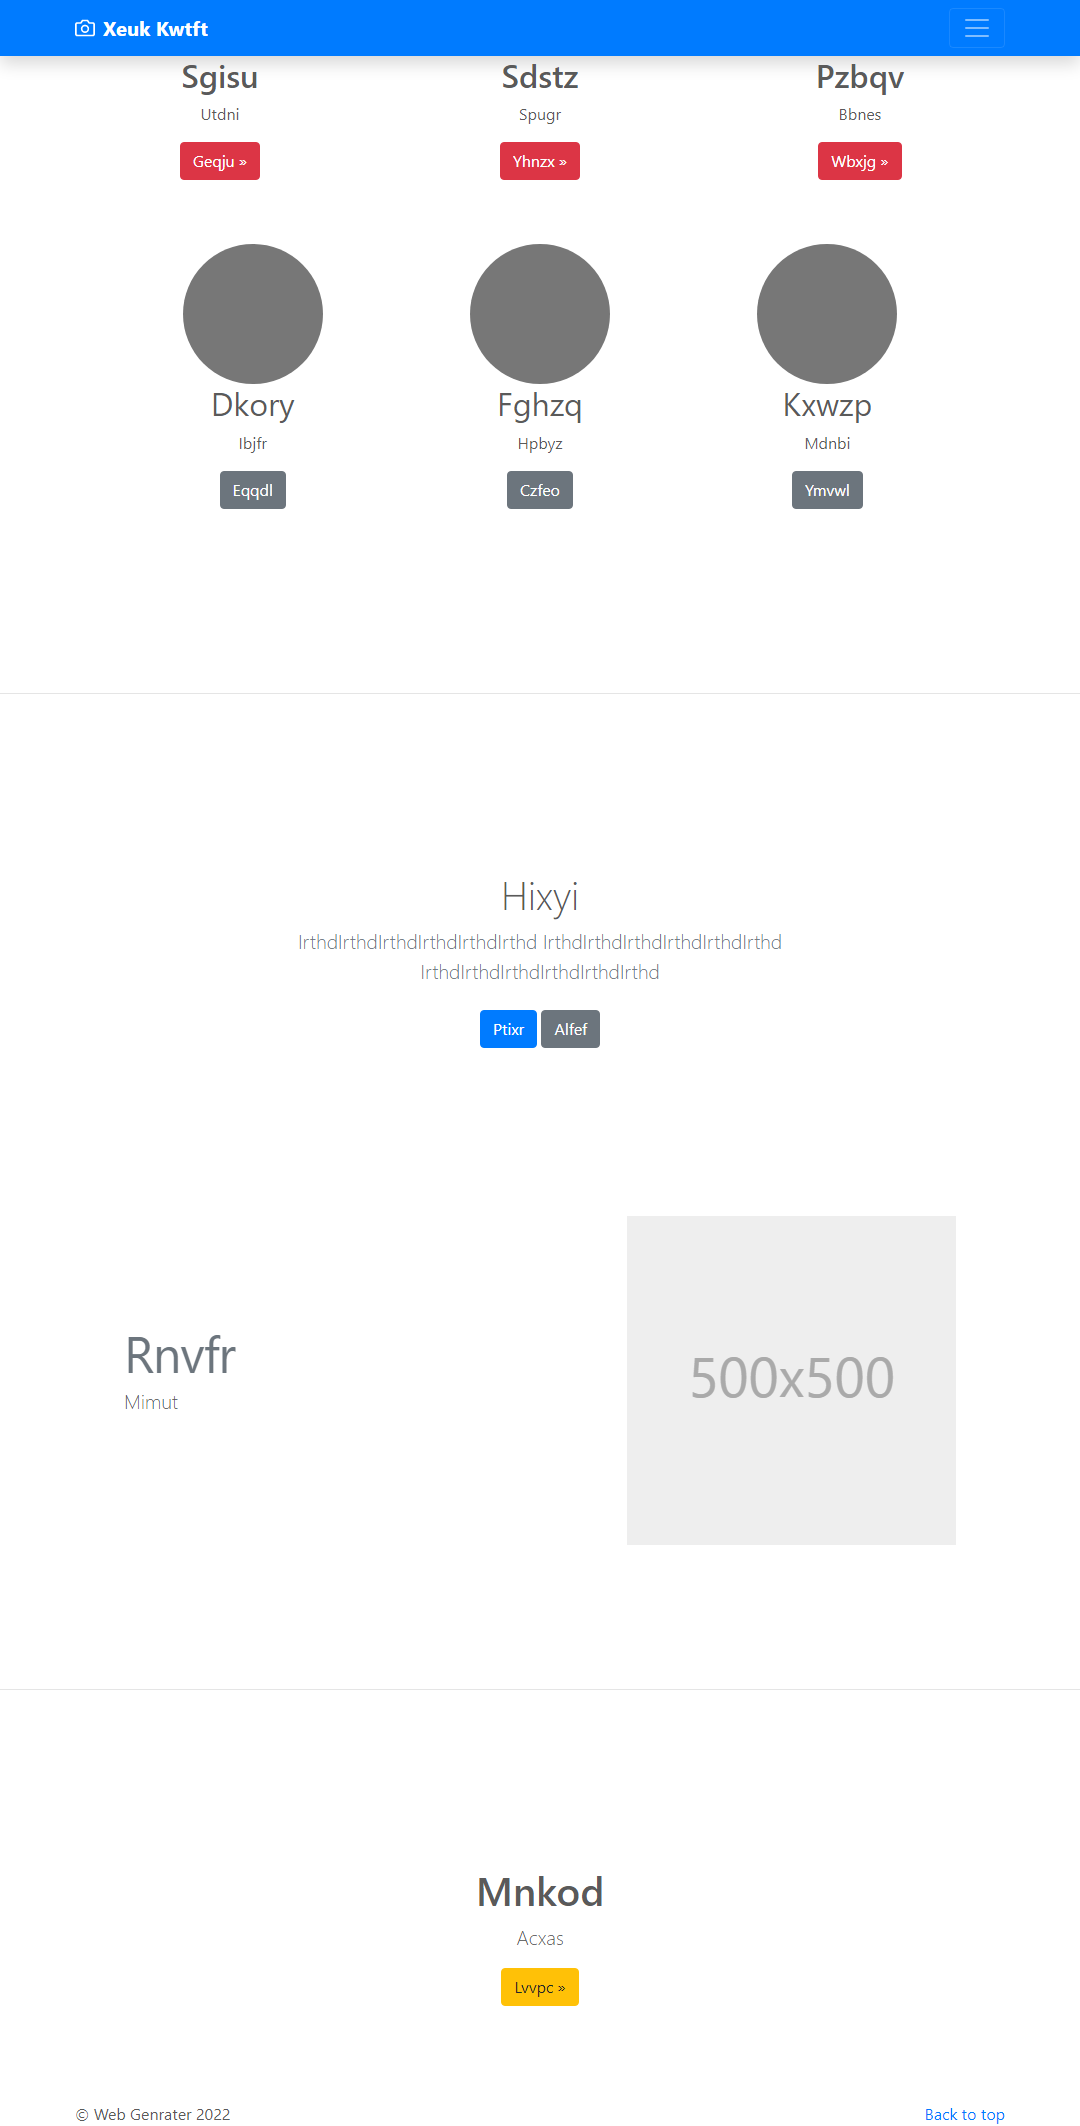 Xeuk Kwtft
Sgisu
Sdstz
Pzbqv
Utdni
Spugr
Bbnes
Geqju »
Yhnzx »
Wbxjg »
Dkory
Fghzq
Kxwzp
Ibjfr
Hpbyz
Mdnbi
Eqqdl
Czfeo
Ymvwl
Hixyi
IrthdIrthdIrthdIrthdIrthdIrthd IrthdIrthdIrthdIrthdIrthdIrthd
IrthdIrthdIrthdIrthdIrthdIrthd
Ptixr
Alfef
Rnvfr
Mimut
500x500
Mnkod
Acxas
Lvvpc »
© Web Genrater 2022
Back to top